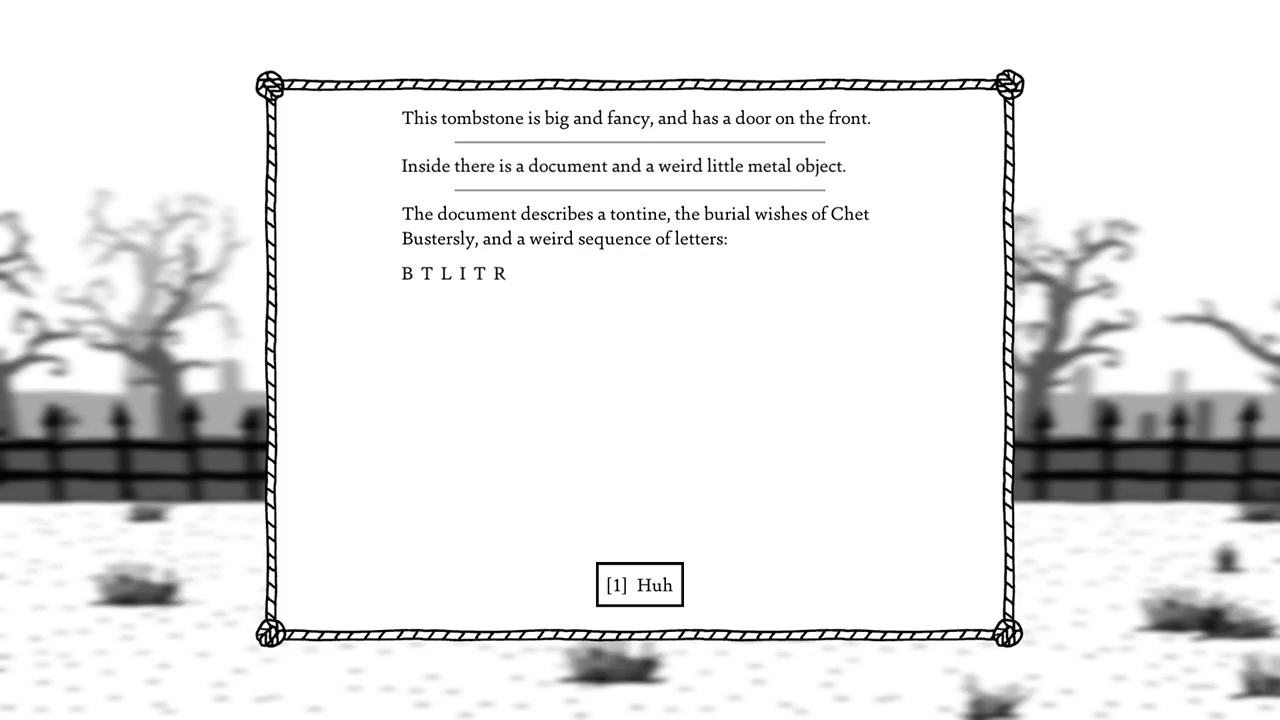 This tombstone is big and fancy, and has a door on the front.
Inside there is a document and a weird little metal object.
The document describes a tontine, the burial wishes of Chet
Bustersly, and a weird sequence of letters:
B T L I T R
[1] Huh